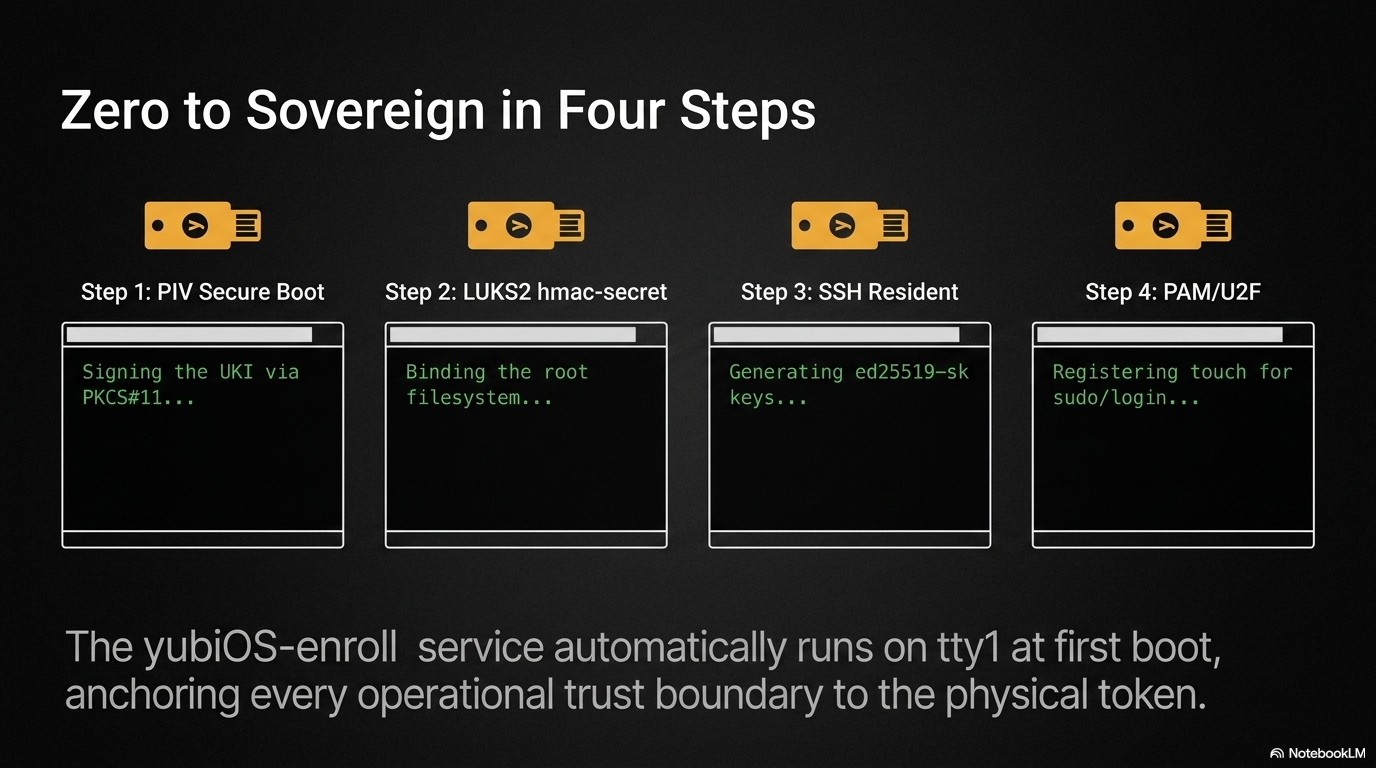 Zero to Sovereign in Four Steps
Step 1: PIV Secure Boot
Signing the UKI via
PKCS#11...
Step 2: LUKS2 hmac-secret
Binding the root
filesystem...
Step 3: SSH Resident
Generating ed25519-sk
keys...
Step 4: PAM/U2F
Registering touch for
sudo/login...
The yubiOS-enroll service automatically runs on tty1 at first boot,
anchoring every operational trust boundary to the physical token.
NotebookLM